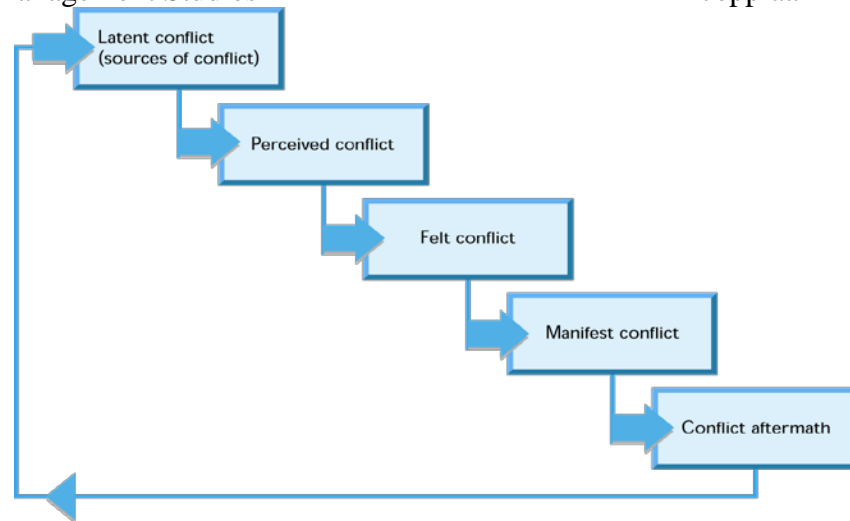 Latent conflict
(sources of conflict)
Perceived conflict
Felt conflict
Manifest conflict
Conflict aftermath